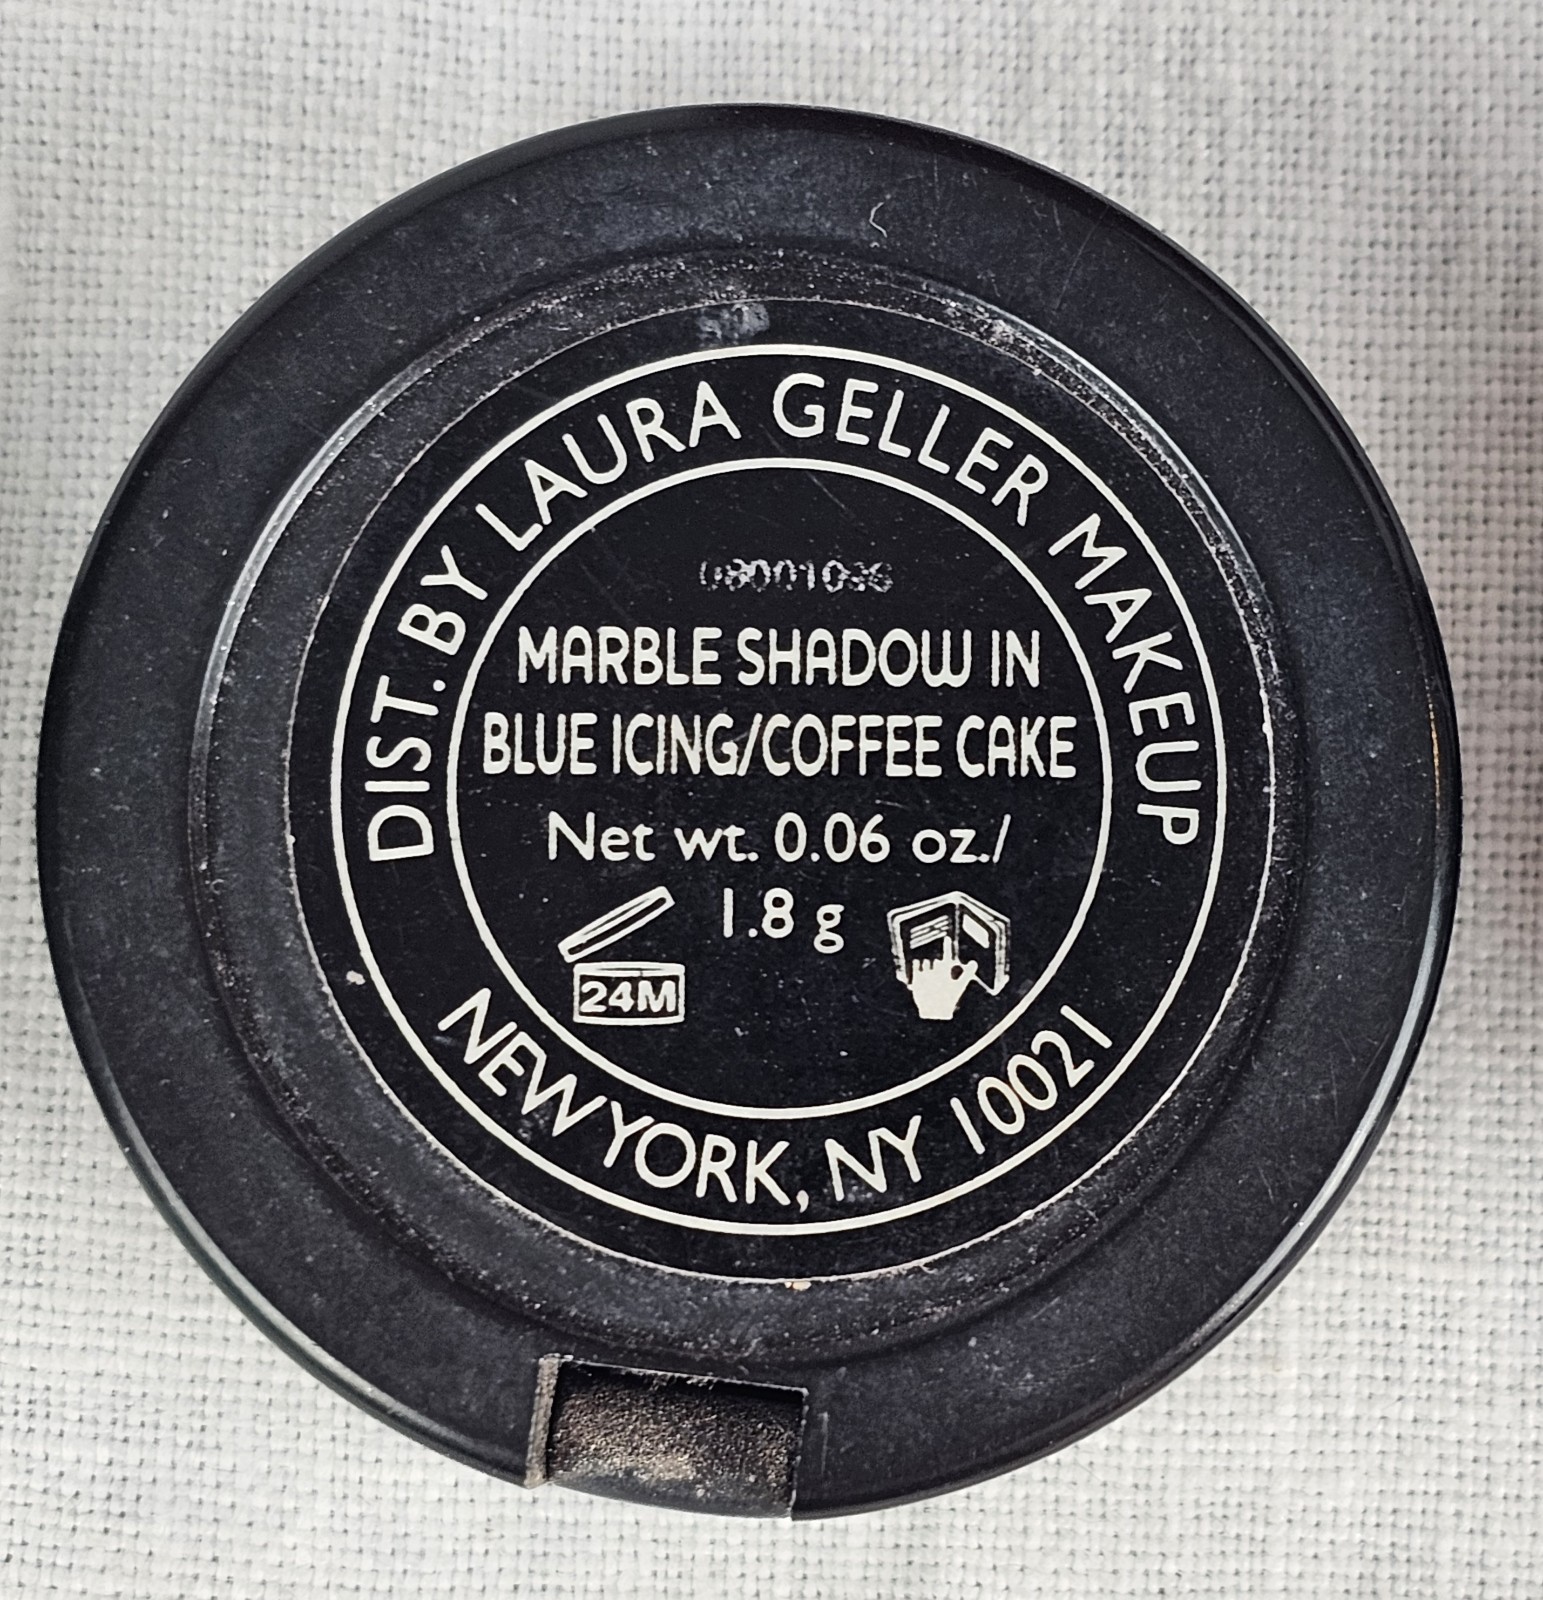 DIST. BY LAURA GELLER MAKEUP
MARBLE SHADOW IN
BLUE ICING/COFFEE CAKE
Net wt. 0.06 oz./
1.8 g
24M
NEW YORK, NY 10021